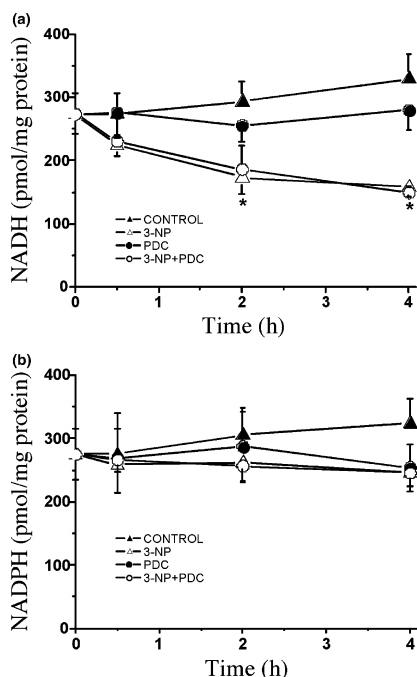 (a)
400
300
200
100
0
NADH (pmol/mg protein)
CONTROL
3-NP
PDC
3-NP+PDC
*
*
0 1 2 3 4
Time (h)
(b)
400
300
200
100
0
NADPH (pmol/mg protein)
CONTROL
3-NP
PDC
3-NP+PDC
0 1 2 3 4
Time (h)